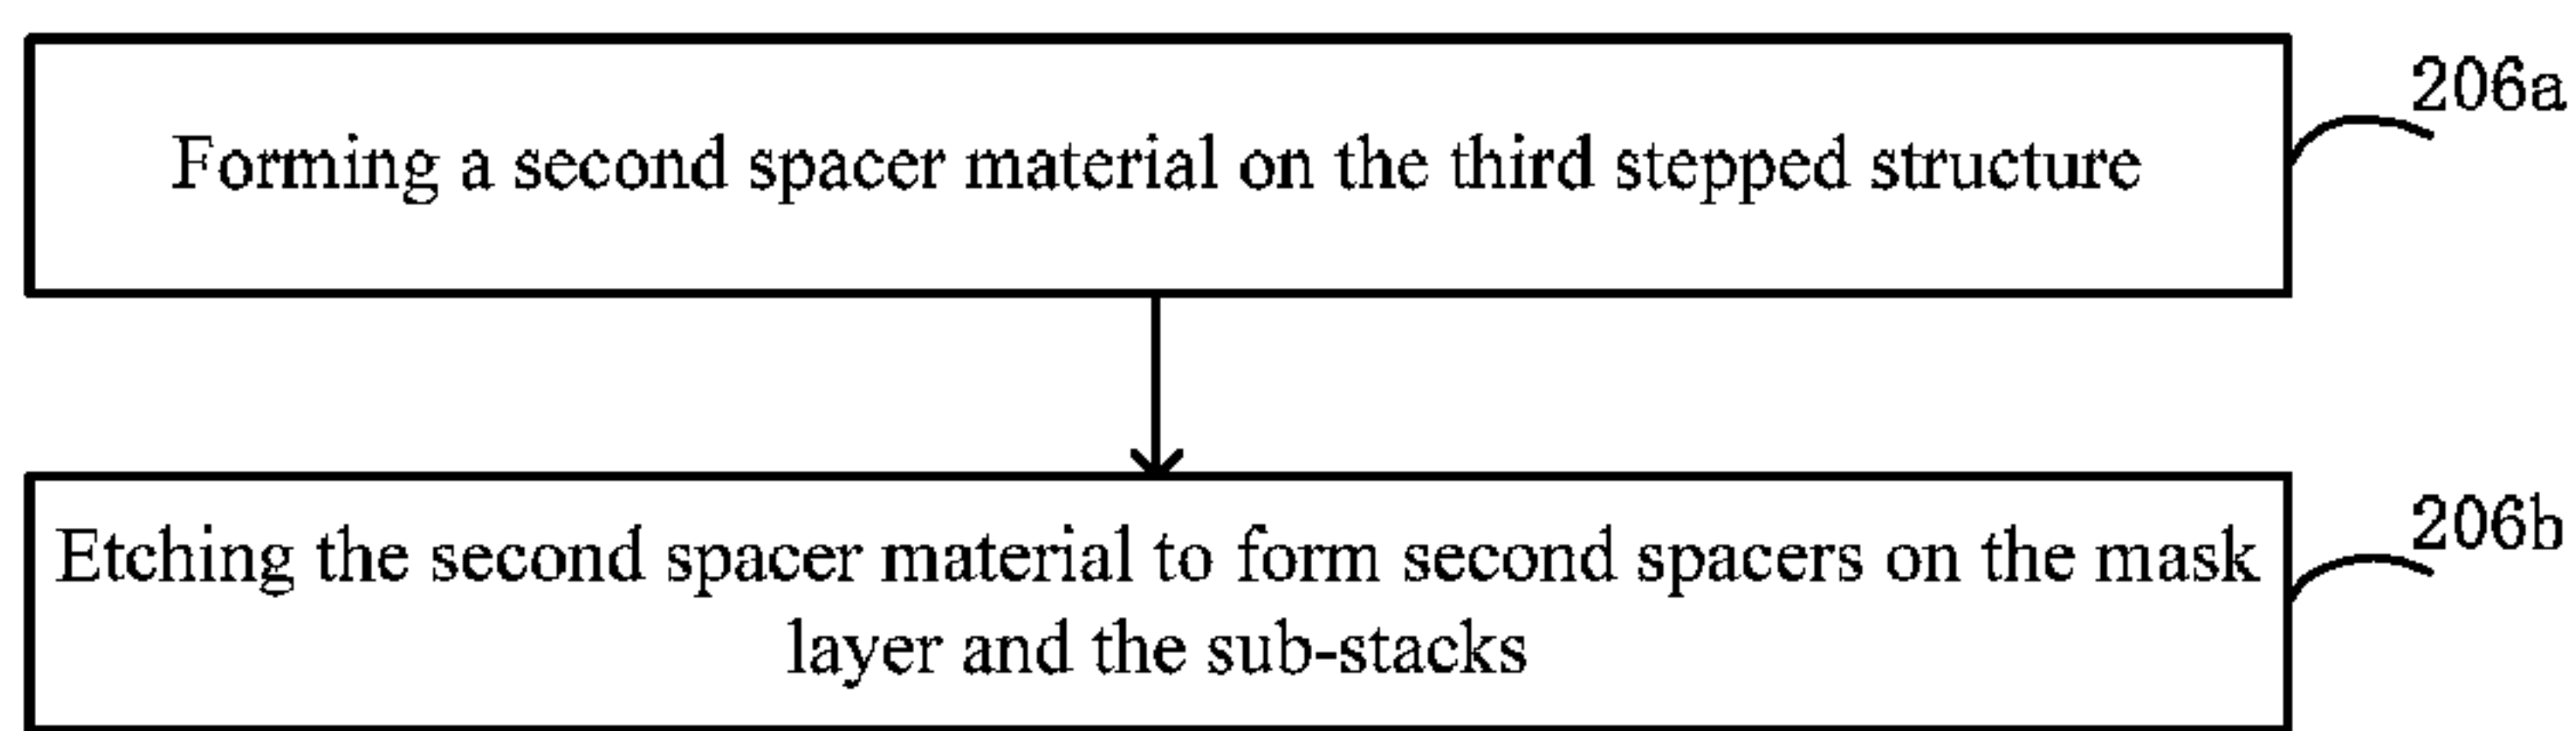 206a
Forming a second spacer material on the third stepped structure
206b
Etching the second spacer material to form second spacers on the mask
layer and the sub-stacks